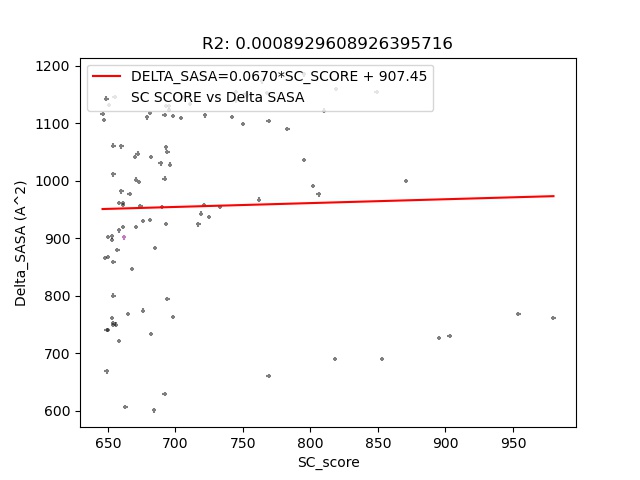 R2: 0.0008929608926395716
DELTA_SASA=0.0670*SC_SCORE + 907.45
SC SCORE vs Delta SASA
1200
1100
1000
900
800
700
600
Delta_SASA (A^2)
650 700 750 800 850 900 950
SC_score